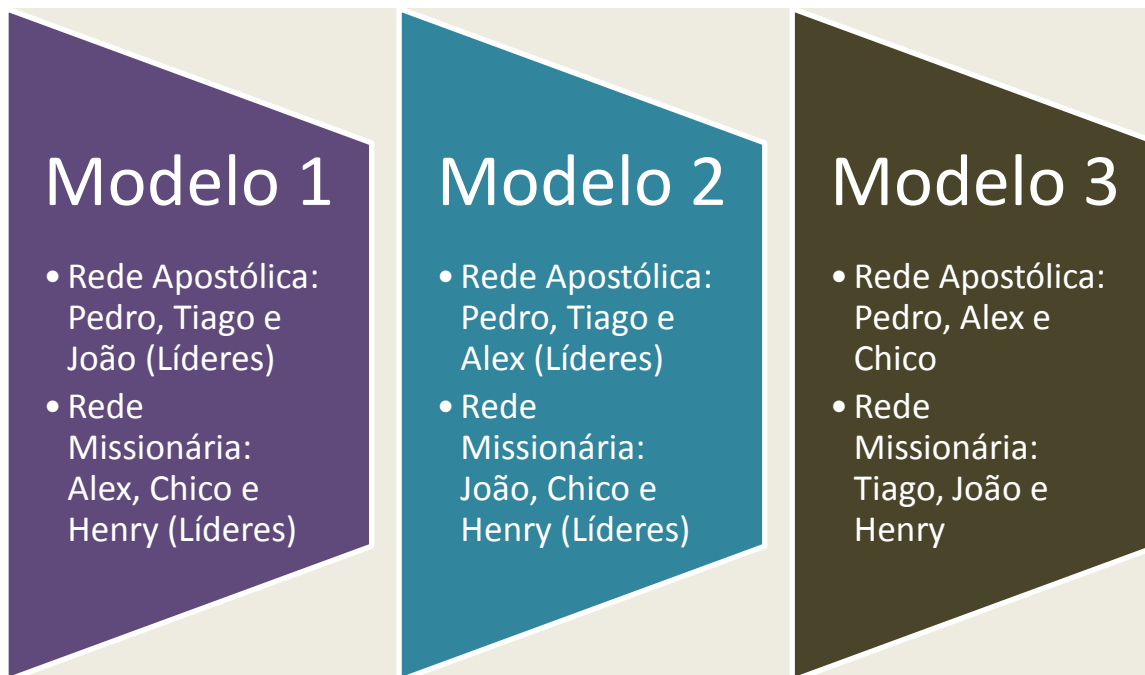 Modelo 1
• Rede Apostólica:
Pedro, Tiago e
João (Líderes)
• Rede
Missionária:
Alex, Chico e
Henry (Líderes)
Modelo 2
• Rede Apostólica:
Pedro, Tiago e
Alex (Líderes)
• Rede
Missionária:
João, Chico e
Henry (Líderes)
Modelo 3
• Rede Apostólica:
Pedro, Alex e
Chico
• Rede
Missionária:
Tiago, João e
Henry